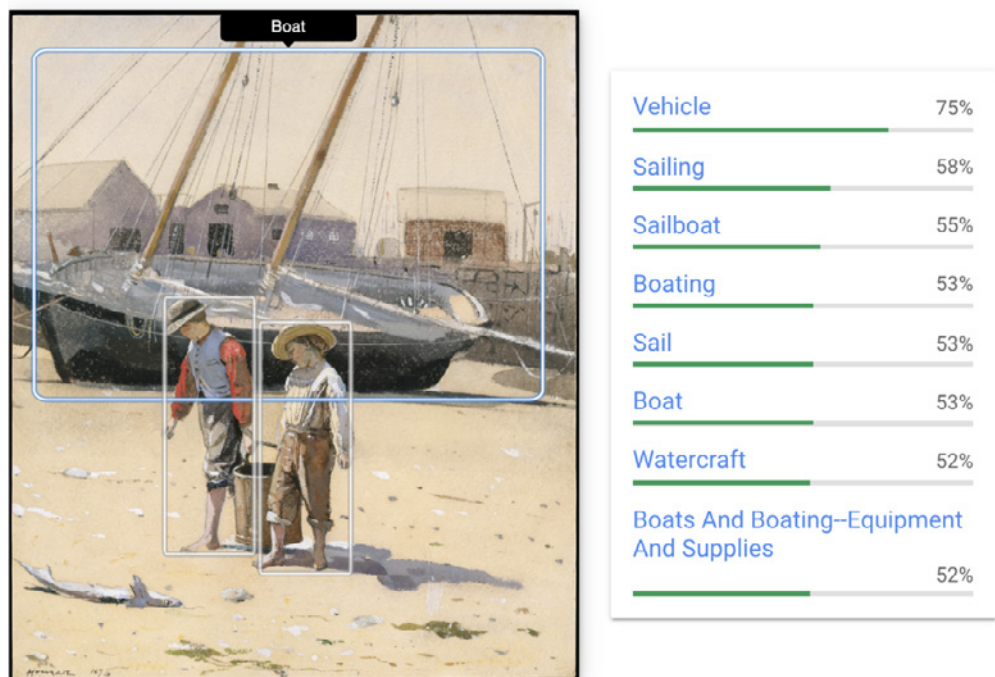 Boat
Vehicle 75%
Sailing 58%
Sailboat 55%
Boating 53%
Sail 53%
Boat 53%
Watercraft 52%
Boats And Boating--Equipment
And Supplies
52%